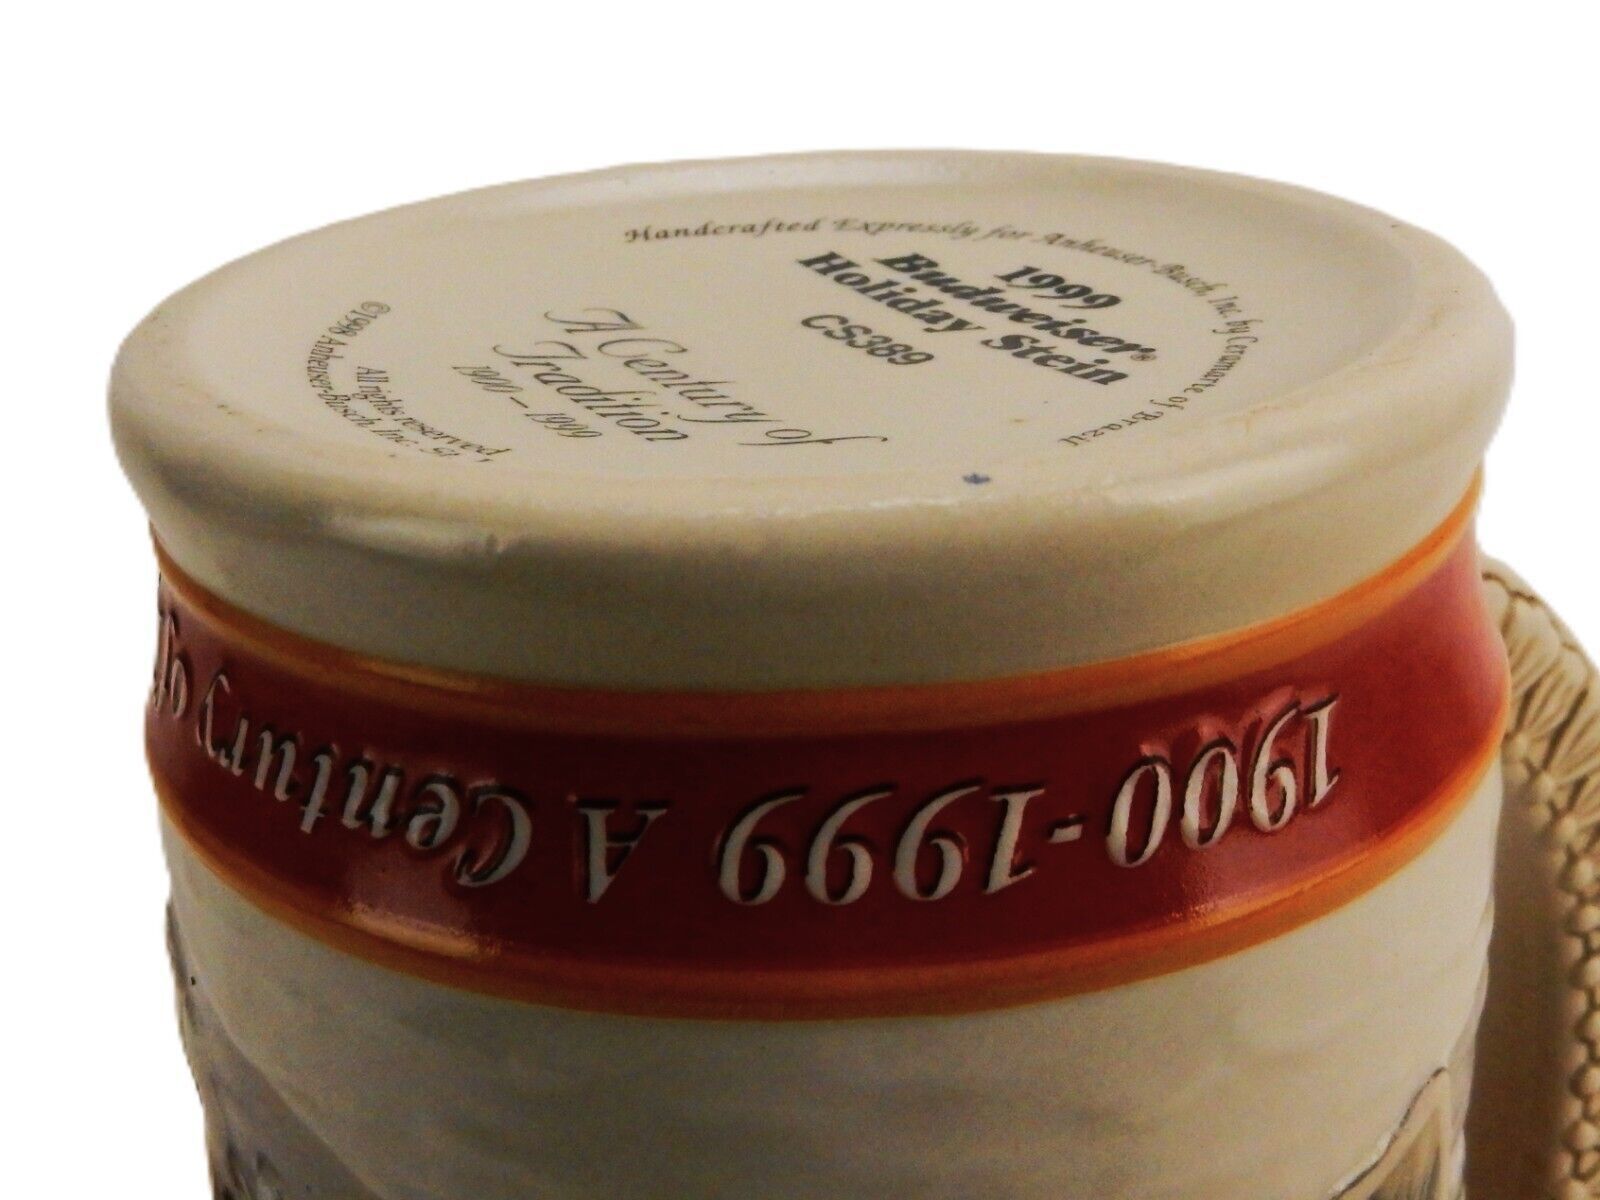 Handcrafted Expressly for Anheuser-Busch, Inc. by Ceramarte of Brazil
1999
Budweiser®
Holiday Stein
CS389
A Century of
Tradition
1900 – 1999
All rights reserved,
©1998 Anheuser-Busch, Inc. St.
1900-1999 A Century of